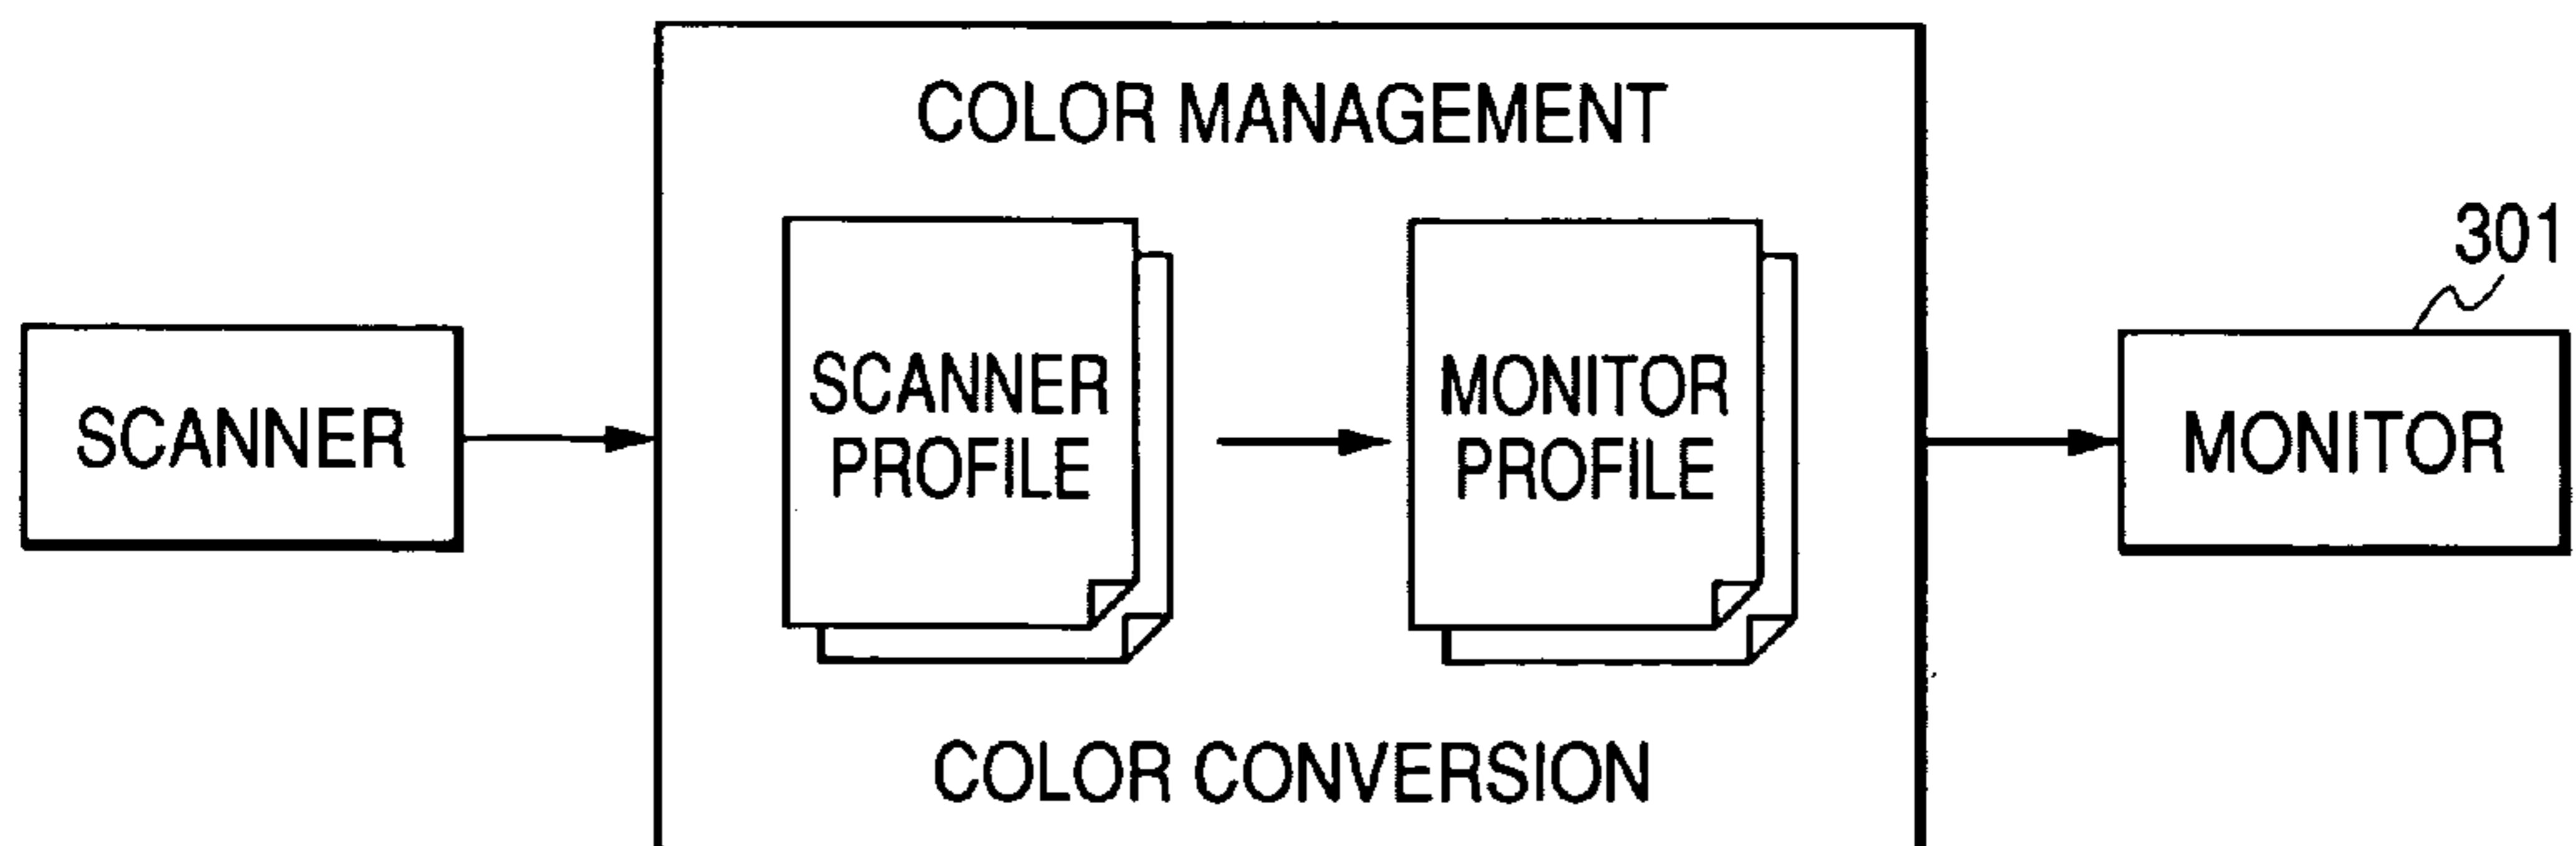 COLOR MANAGEMENT
301
SCANNER
SCANNER
PROFILE
MONITOR
PROFILE
MONITOR
COLOR CONVERSION